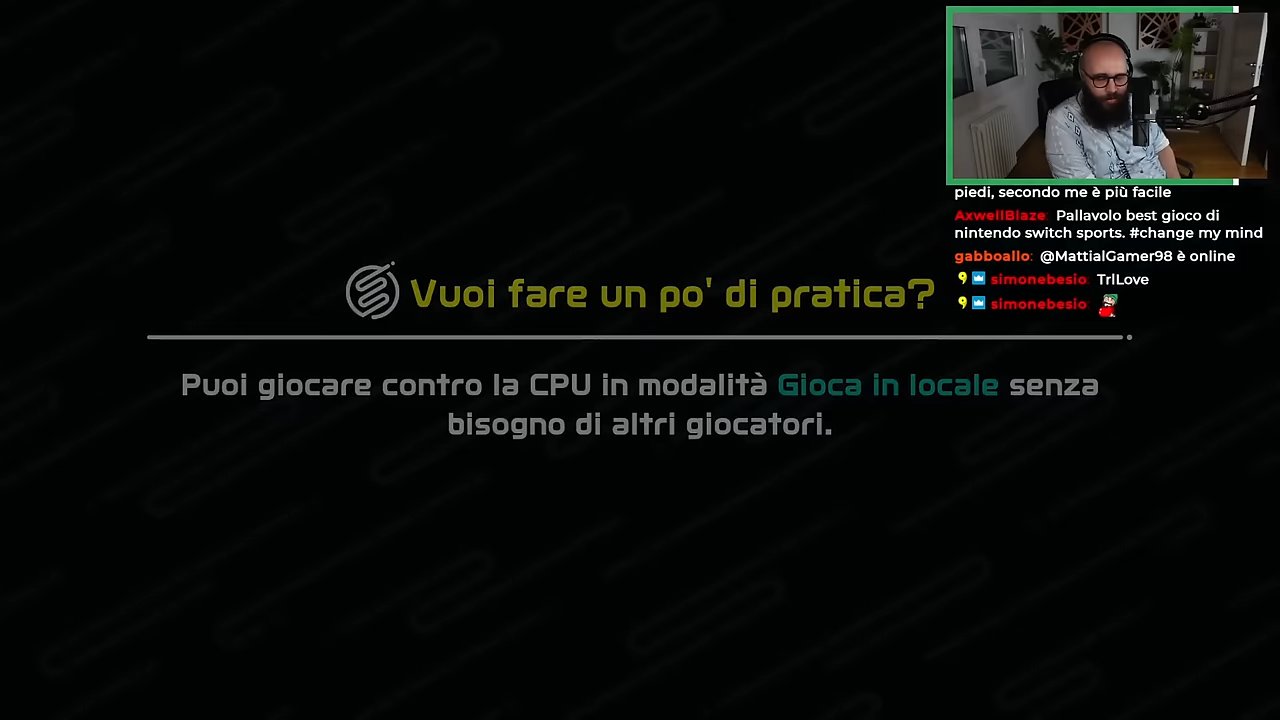 piedi, secondo me è più facile
AxwellBlaze: Pallavolo best gioco di
nintendo switch sports. #change my mind
gabboallo: @MattiaIGamer98 è online
simonebesio TrlLove
simonebesio
Vuoi fare un po' di pratica?
Puoi giocare contro la CPU in modalità Gioca in locale senza
bisogno di altri giocatori.